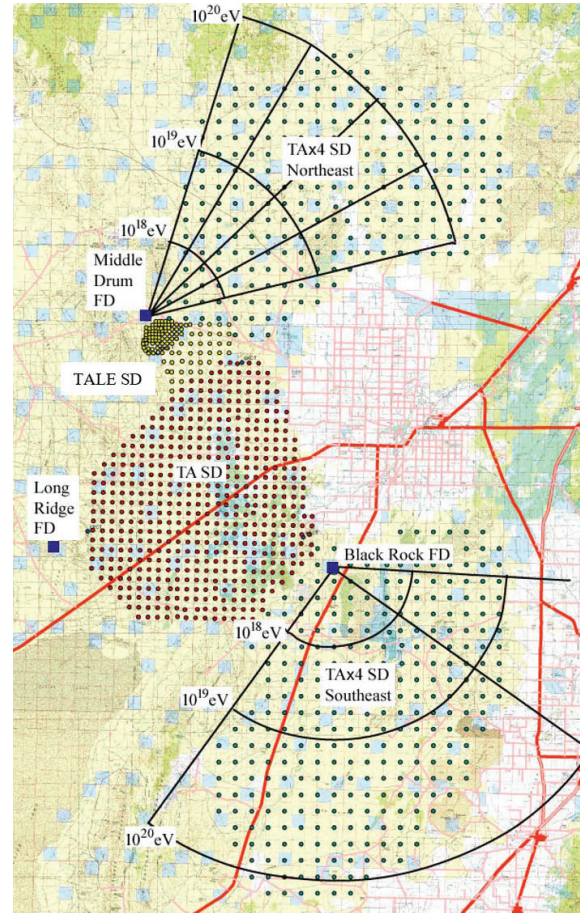 10²⁰eV
10¹⁹eV
TAx4 SD
Northeast
10¹⁸eV
Middle
Drum
FD
TALE SD
TA SD
Long
Ridge
FD
Black Rock FD
10¹⁸eV
TAx4 SD
Southeast
10¹⁹eV
10²⁰eV